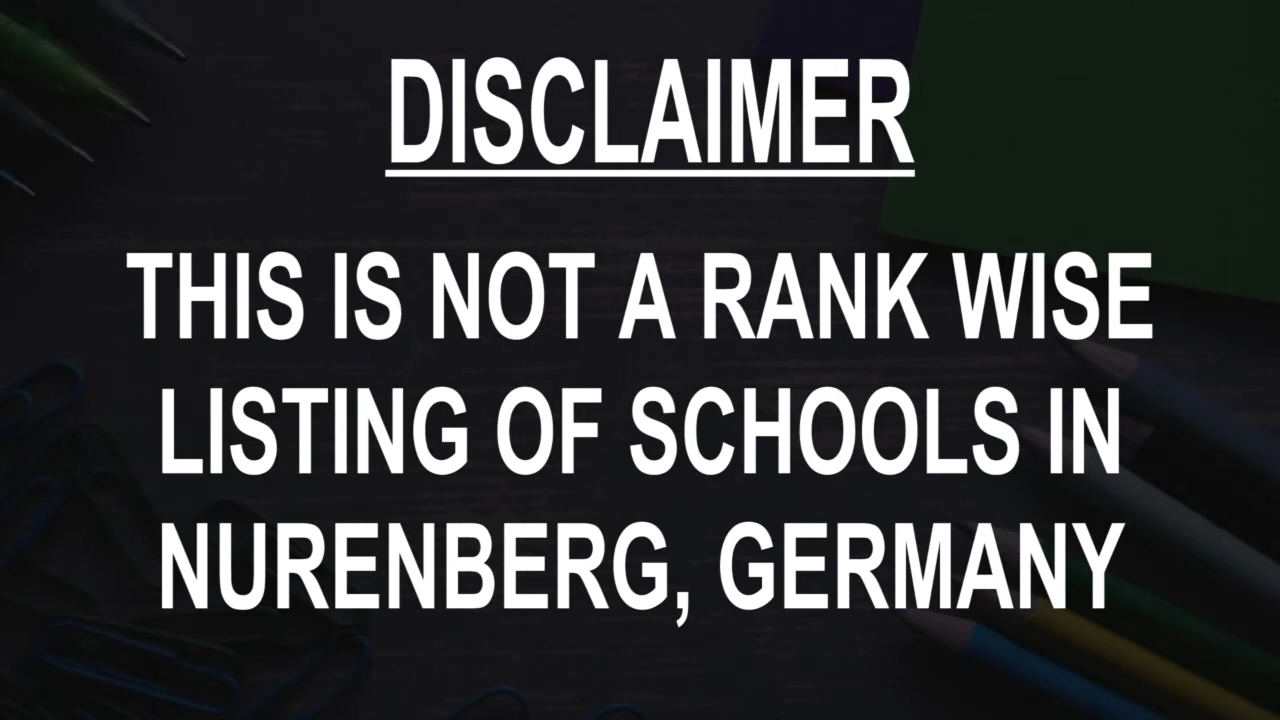 DISCLAIMER
THIS IS NOT A RANK WISE
LISTING OF SCHOOLS IN
NURENBERG, GERMANY